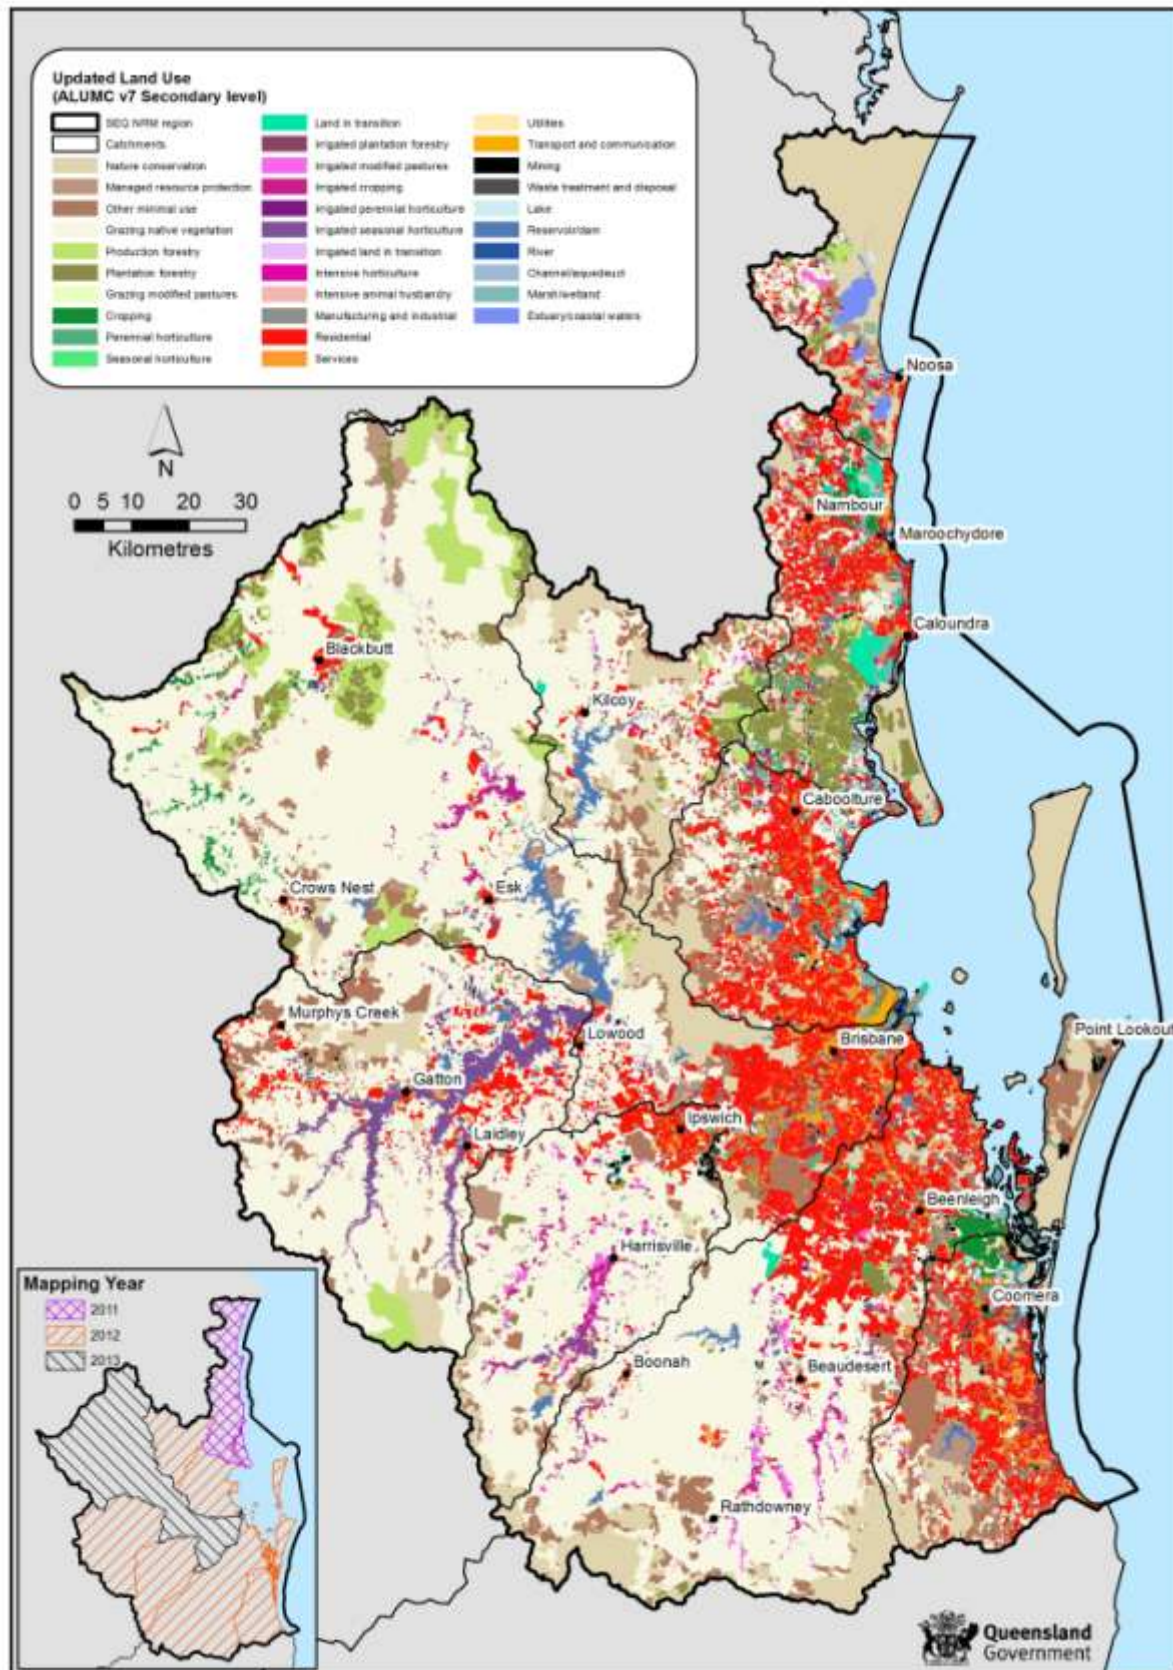 Updated Land Use
(ALUMC v7 Secondary level)
SEQ NRM region
Catchments
Nature conservation
Managed resource protection
Other minimal use
Grazing native vegetation
Production forestry
Plantation forestry
Grazing modified pastures
Cropping
Perennial horticulture
Seasonal horticulture
Land in transition
Irrigated plantation forestry
Irrigated modified pastures
Irrigated cropping
Irrigated perennial horticulture
Irrigated seasonal horticulture
Irrigated land in transition
Intensive horticulture
Intensive animal husbandry
Manufacturing and industrial
Residential
Services
Utilities
Transport and communication
Mining
Waste treatment and disposal
Lake
Reservoir/dam
River
Channel/aqueduct
Marsh/wetland
Estuary/coastal waters
N
0 5 10 20 30
Kilometres
Noosa
Nambour
Maroochydore
Caloundra
Blackbutt
Kilcoy
Caboolture
Crows Nest
Esk
Murphys Creek
Lowood
Brisbane
Point Lookout
Gatton
Ipswich
Laidley
Beenleigh
Harrisville
Coomera
Boonah
Beaudesert
Rathdowney
Mapping Year
2011
2012
2013
Queensland
Government